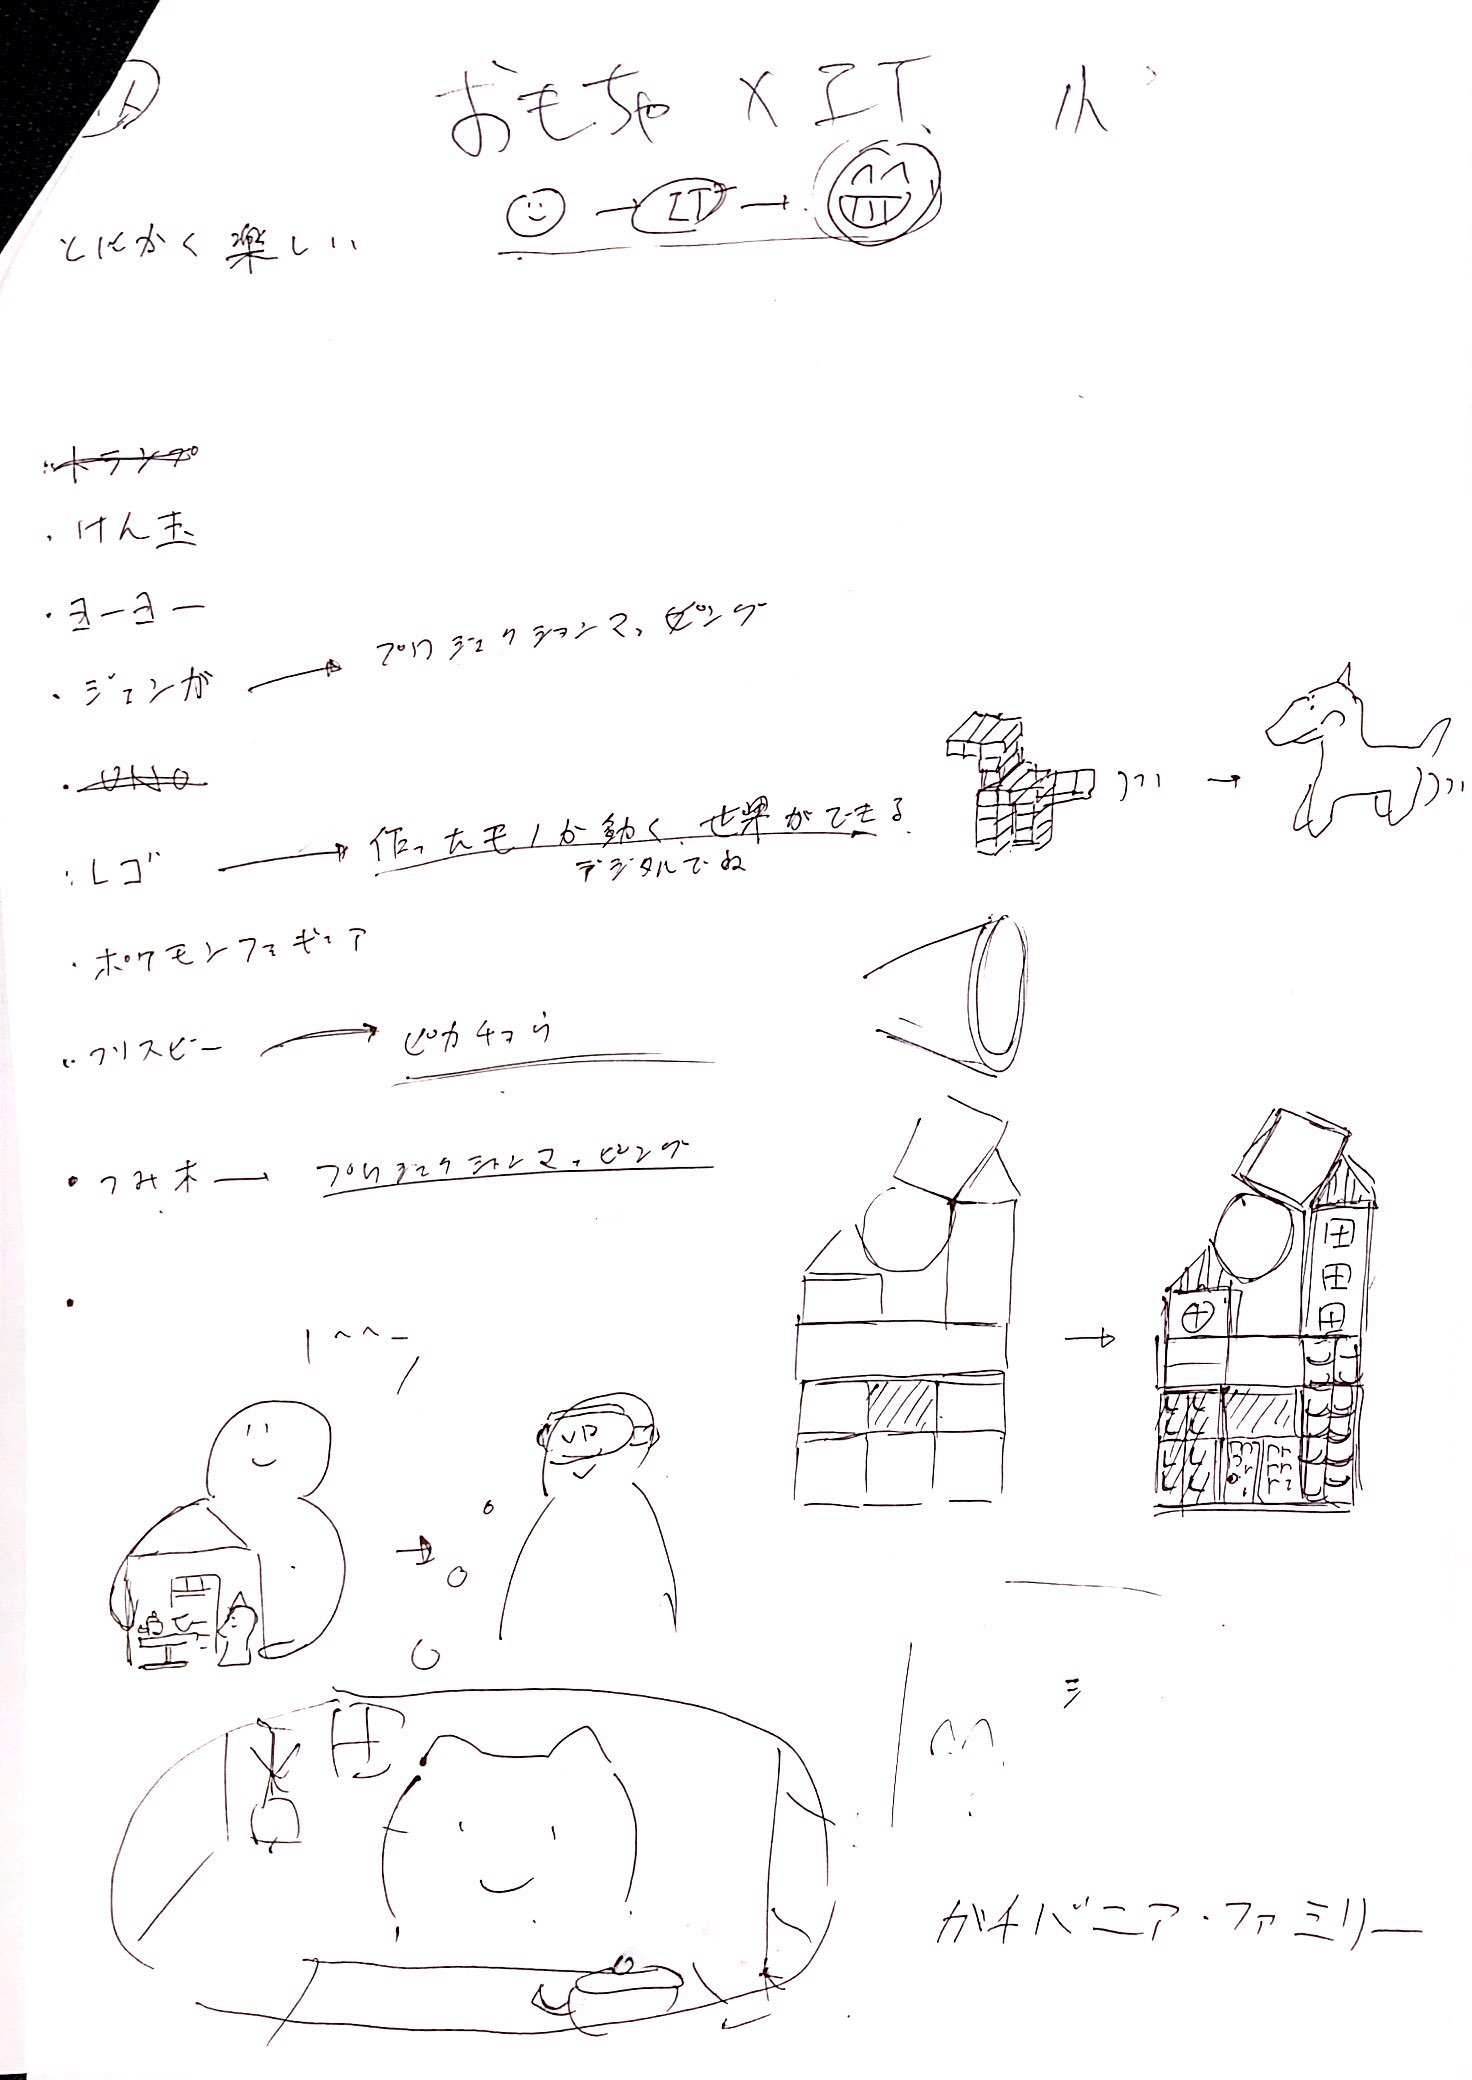 おもちゃ × IT
IT
とにかく楽しい
・トランプ
・けん玉
・ヨーヨー
・ジェンガ → プロジェクションマッピング
・UNO
・レゴ → 作ったモノが動く、世界ができる
デジタルでね
・ポケモンフィギュア
・フリスビー → ピカチュウ
・つみ木 → プロジェクションマッピング
VR
ガチバニア・ファミリー